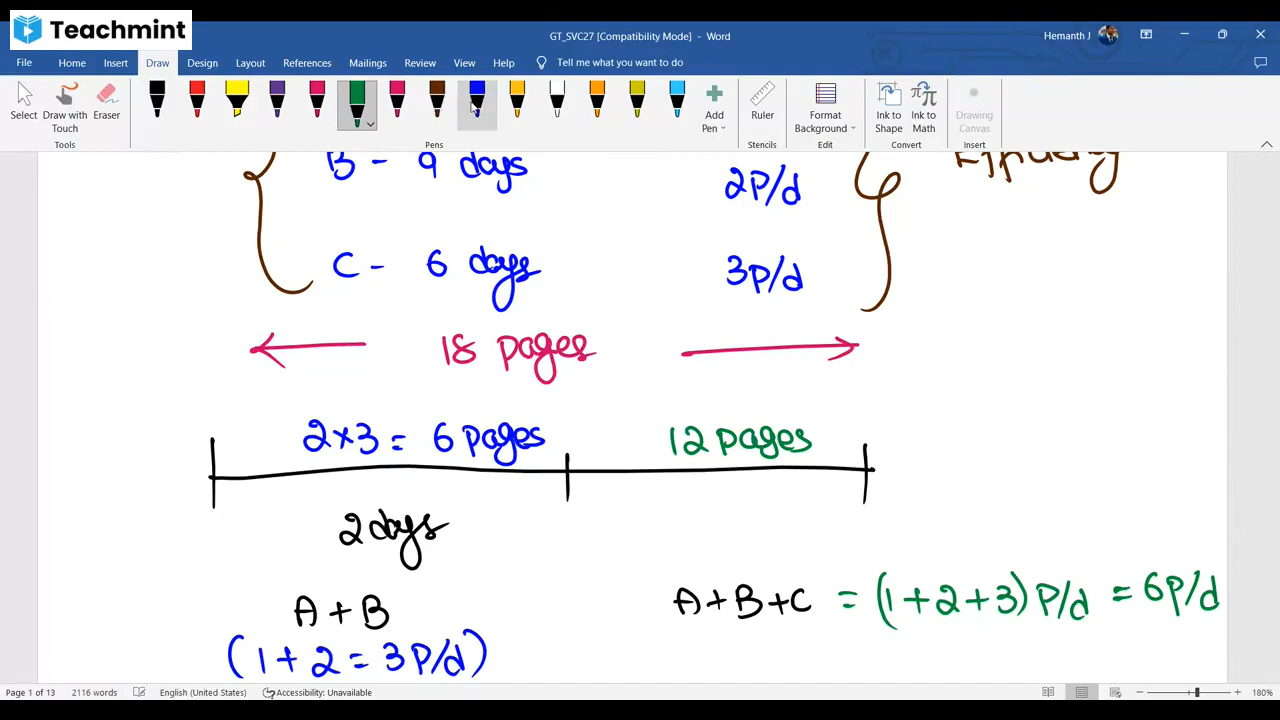 Teachmint
GT_SVC27 [Compatibility Mode] - Word
Hemanth J
File Home Insert Draw Design Layout References Mailings Review View Help Tell me what you want to do
Select Draw with Touch Eraser Add Pen Ruler Format Background Ink to Shape Ink to Math Drawing Canvas
Tools Pens Stencils Edit Convert Insert
B - 9 days 2P/d Efficiency
C - 6 days 3P/d
18 pages
2×3 = 6 pages 12 pages
2 days
A + B A+B+C = (1+2+3) P/d = 6P/d
(1+2 = 3P/d)
Page 1 of 13 2116 words English (United States) Accessibility: Unavailable 180%